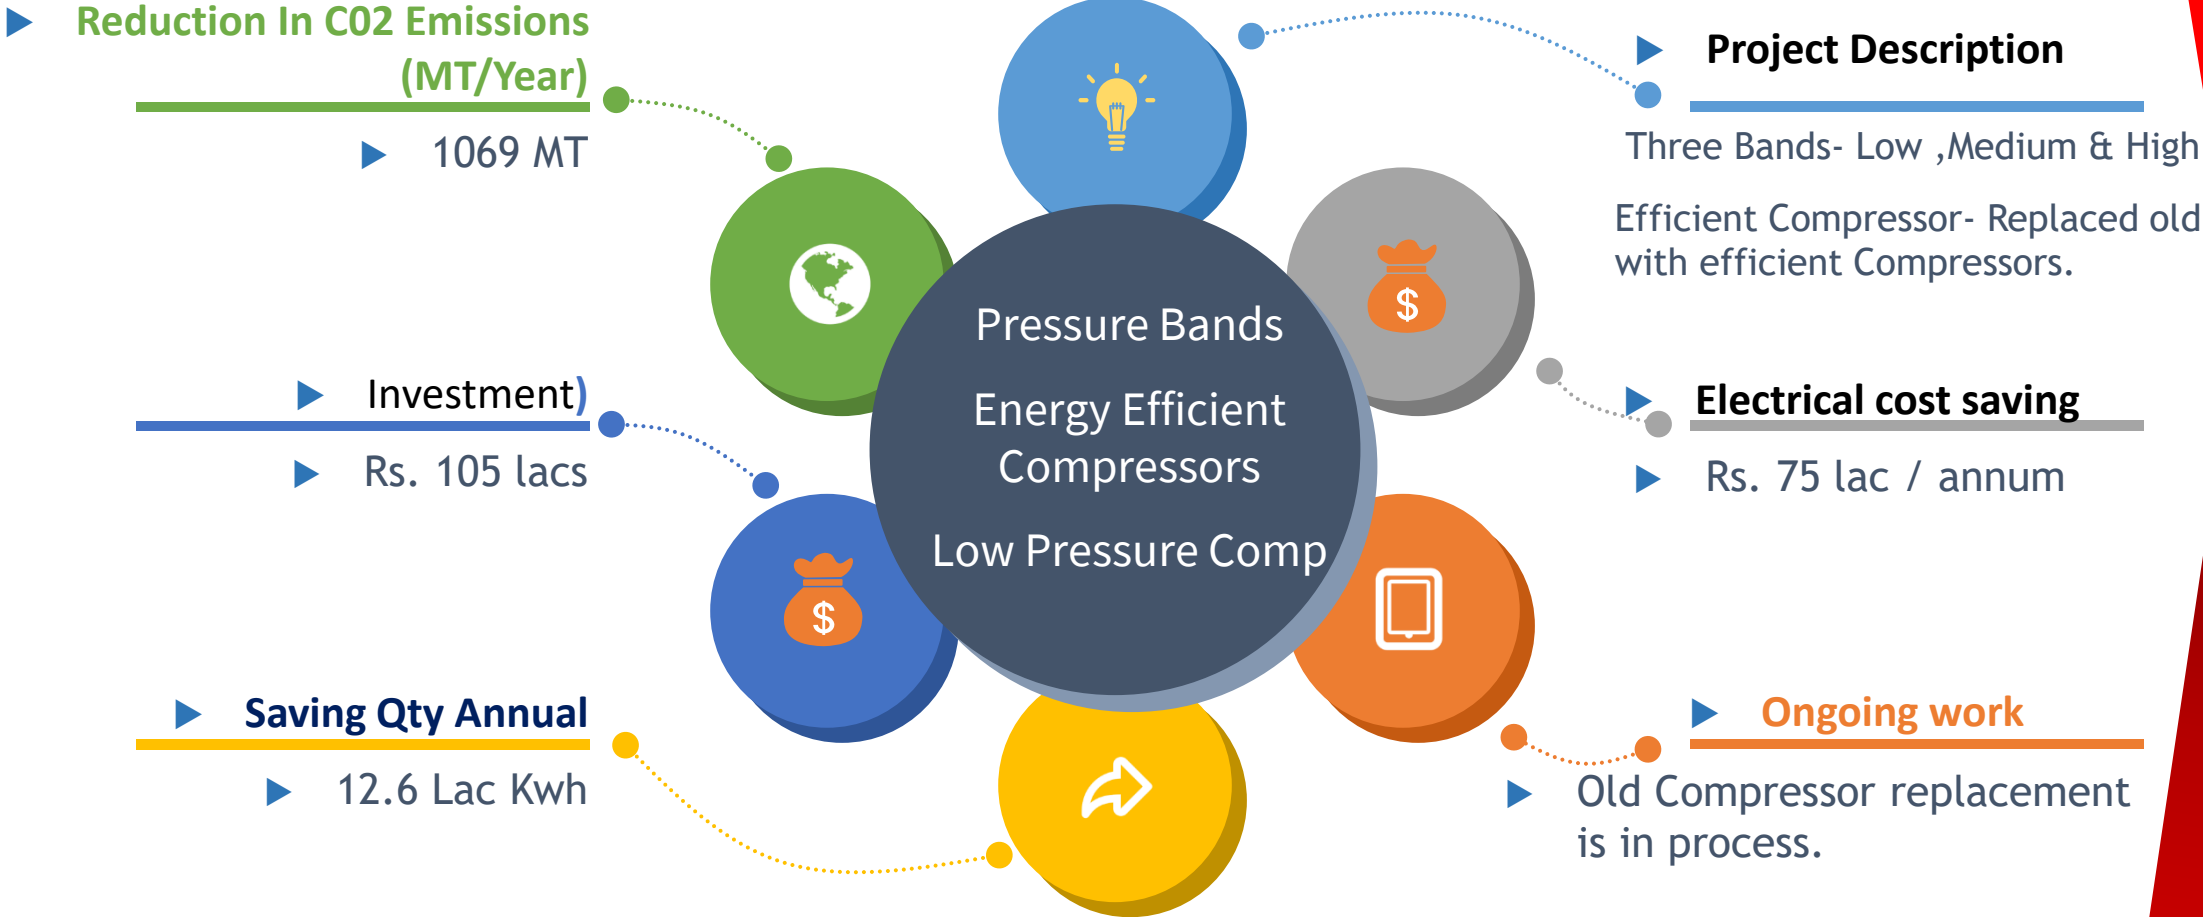 Reduction In C02 Emissions
(MT/Year)
1069 MT
Investment)
Rs. 105 lacs
Saving Qty Annual
12.6 Lac Kwh
Pressure Bands
Energy Efficient
Compressors
Low Pressure Comp
Project Description
Three Bands- Low ,Medium & High
Efficient Compressor- Replaced old
with efficient Compressors.
Electrical cost saving
Rs. 75 lac / annum
Ongoing work
Old Compressor replacement
is in process.
$
$